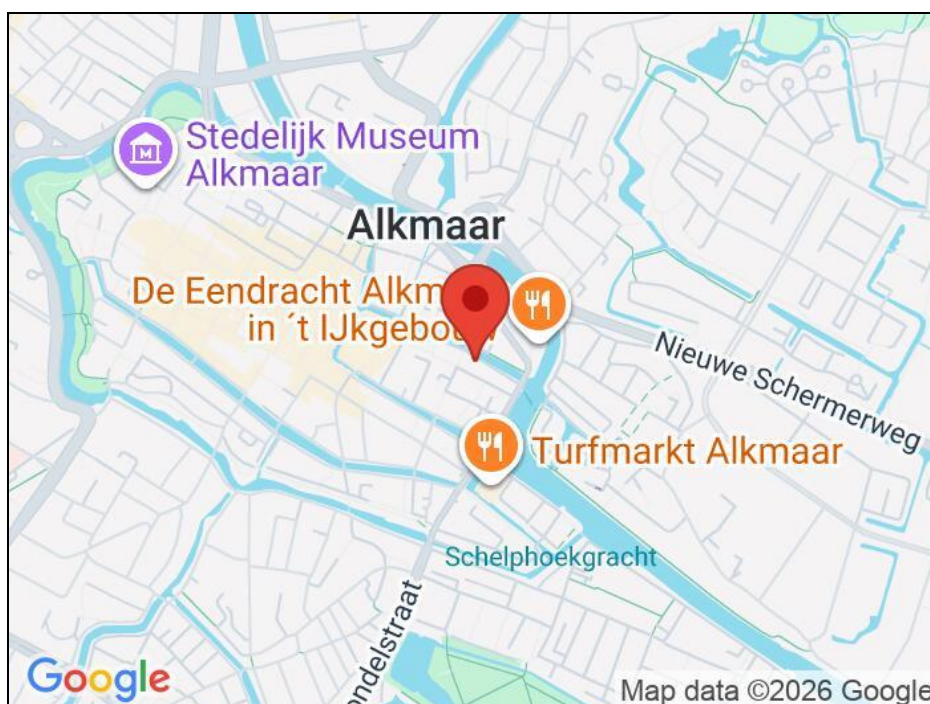 Stedelijk Museum
Alkmaar
Alkmaar
De Eendracht Alkm
in ´t IJkgebouw
Nieuwe Schermerweg
Turfmarkt Alkmaar
Schelphoekgracht
ondelstraat
Google
Map data ©2026 Google